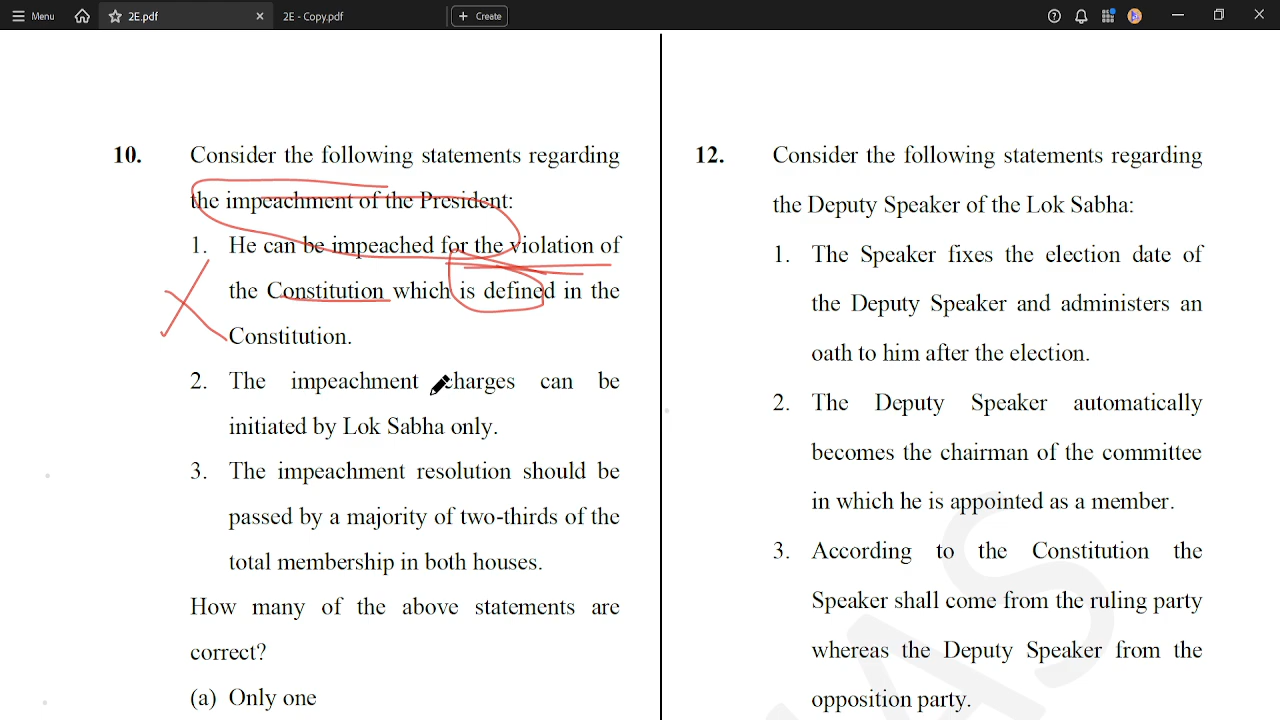 Menu
2E.pdf
2E - Copy.pdf
+ Create
10. Consider the following statements regarding
the impeachment of the President:
1. He can be impeached for the violation of
the Constitution which is defined in the
Constitution.
2. The impeachment charges can be
initiated by Lok Sabha only.
3. The impeachment resolution should be
passed by a majority of two-thirds of the
total membership in both houses.
How many of the above statements are
correct?
(a) Only one
12. Consider the following statements regarding
the Deputy Speaker of the Lok Sabha:
1. The Speaker fixes the election date of
the Deputy Speaker and administers an
oath to him after the election.
2. The Deputy Speaker automatically
becomes the chairman of the committee
in which he is appointed as a member.
3. According to the Constitution the
Speaker shall come from the ruling party
whereas the Deputy Speaker from the
opposition party.
AS